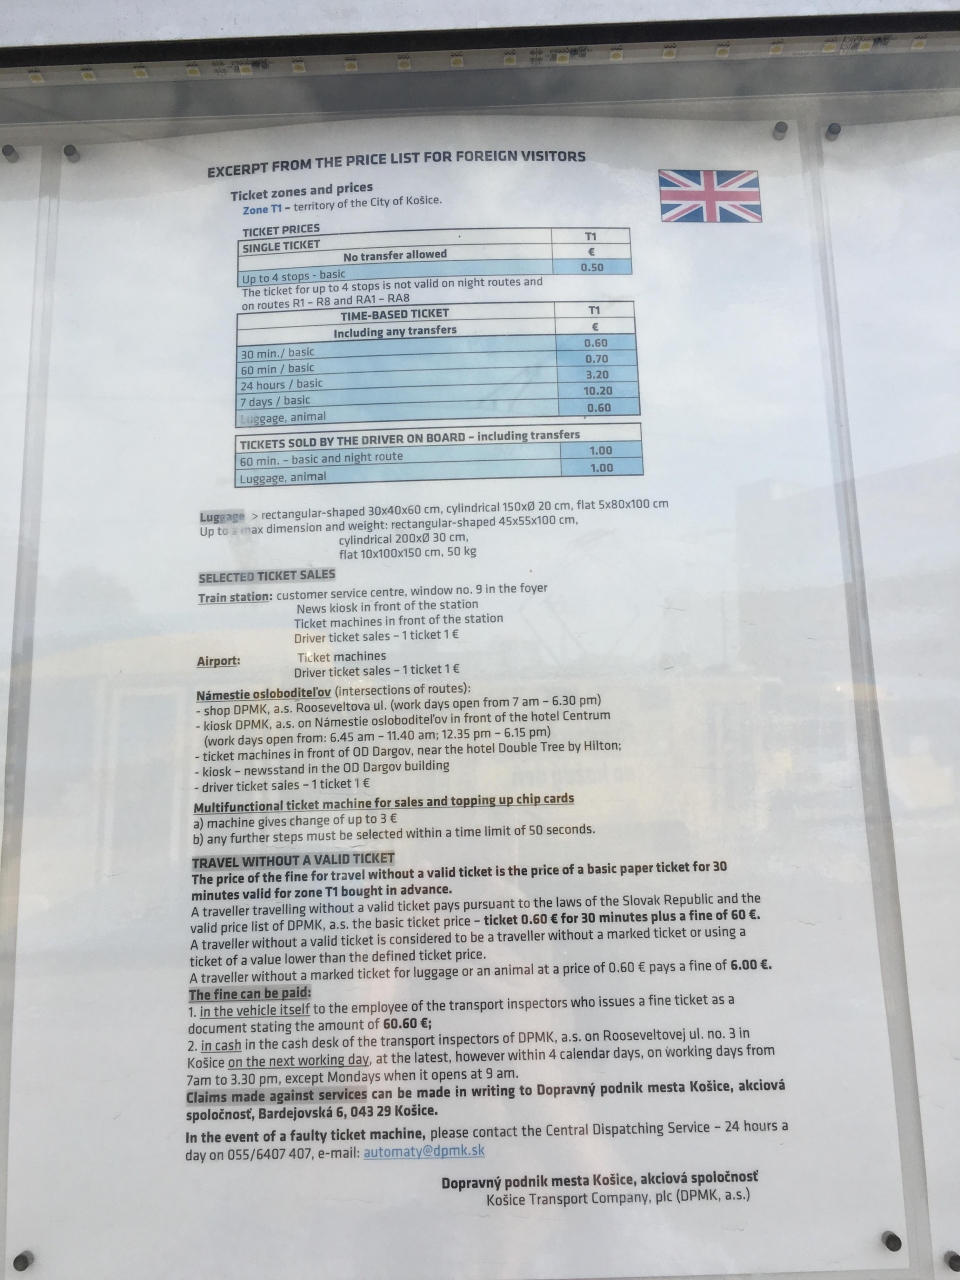 EXCERPT FROM THE PRICE LIST FOR FOREIGN VISITORS
Ticket zones and prices
Zone T1 – territory of the City of Košice.
TICKET PRICES
SINGLE TICKET T1
No transfer allowed €
Up to 4 stops - basic 0.50
The ticket for up to 4 stops is not valid on night routes and
on routes R1 – R8 and RA1 – RA8
TIME-BASED TICKET T1
Including any transfers €
30 min./ basic 0.60
60 min / basic 0.70
24 hours / basic 3.20
7 days / basic 10.20
Luggage, animal 0.60
TICKETS SOLD BY THE DRIVER ON BOARD – including transfers
60 min. – basic and night route 1.00
Luggage, animal 1.00
Luggage > rectangular-shaped 30x40x60 cm, cylindrical 150xØ 20 cm, flat 5x80x100 cm
Up to max dimension and weight: rectangular-shaped 45x55x100 cm,
cylindrical 200xØ 30 cm,
flat 10x100x150 cm, 50 kg
SELECTED TICKET SALES
Train station: customer service centre, window no. 9 in the foyer
News kiosk in front of the station
Ticket machines in front of the station
Driver ticket sales – 1 ticket 1 €
Airport: Ticket machines
Driver ticket sales – 1 ticket 1 €
Námestie osloboditeľov (intersections of routes):
- shop DPMK, a.s. Rooseveltova ul. (work days open from 7 am – 6.30 pm)
- kiosk DPMK, a.s. on Námestie osloboditeľov in front of the hotel Centrum
(work days open from: 6.45 am – 11.40 am; 12.35 pm – 6.15 pm)
- ticket machines in front of OD Dargov, near the hotel Double Tree by Hilton;
- kiosk – newsstand in the OD Dargov building
- driver ticket sales – 1 ticket 1 €
Multifunctional ticket machine for sales and topping up chip cards
a) machine gives change of up to 3 €
b) any further steps must be selected within a time limit of 50 seconds.
TRAVEL WITHOUT A VALID TICKET
The price of the fine for travel without a valid ticket is the price of a basic paper ticket for 30
minutes valid for zone T1 bought in advance.
A traveller travelling without a valid ticket pays pursuant to the laws of the Slovak Republic and the
valid price list of DPMK, a.s. the basic ticket price – ticket 0.60 € for 30 minutes plus a fine of 60 €.
A traveller without a valid ticket is considered to be a traveller without a marked ticket or using a
ticket of a value lower than the defined ticket price.
A traveller without a marked ticket for luggage or an animal at a price of 0.60 € pays a fine of 6.00 €.
The fine can be paid:
1. in the vehicle itself to the employee of the transport inspectors who issues a fine ticket as a
document stating the amount of 60.60 €;
2. in cash in the cash desk of the transport inspectors of DPMK, a.s. on Rooseveltovej ul. no. 3 in
Košice on the next working day, at the latest, however within 4 calendar days, on working days from
7am to 3.30 pm, except Mondays when it opens at 9 am.
Claims made against services can be made in writing to Dopravný podnik mesta Košice, akciová
spoločnosť, Bardejovská 6, 043 29 Košice.
In the event of a faulty ticket machine, please contact the Central Dispatching Service – 24 hours a
day on 055/6407 407, e-mail: automaty@dpmk.sk
Dopravný podnik mesta Košice, akciová spoločnosť
Košice Transport Company, plc (DPMK, a.s.)